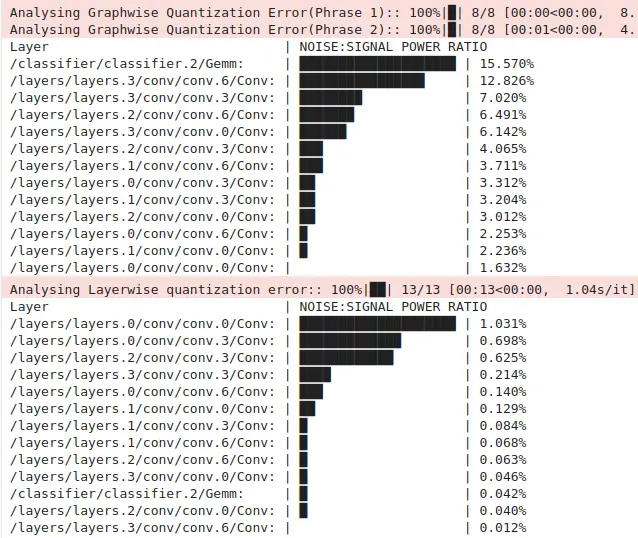 Analysing Graphwise Quantization Error(Phrase 1):: 100%|█| 8/8 [00:00<00:00,  8.
Analysing Graphwise Quantization Error(Phrase 2):: 100%|█| 8/8 [00:01<00:00,  4.
Layer | NOISE:SIGNAL POWER RATIO
/classifier/classifier.2/Gemm: | ████████████████████ | 15.570%
/layers/layers.3/conv/conv.6/Conv: | ████████████████ | 12.826%
/layers/layers.3/conv/conv.3/Conv: | ████████ | 7.020%
/layers/layers.2/conv/conv.6/Conv: | ███████ | 6.491%
/layers/layers.3/conv/conv.0/Conv: | ██████ | 6.142%
/layers/layers.2/conv/conv.3/Conv: | ███ | 4.065%
/layers/layers.1/conv/conv.6/Conv: | ███ | 3.711%
/layers/layers.0/conv/conv.3/Conv: | ██ | 3.312%
/layers/layers.1/conv/conv.3/Conv: | ██ | 3.204%
/layers/layers.2/conv/conv.0/Conv: | ██ | 3.012%
/layers/layers.0/conv/conv.6/Conv: | █ | 2.253%
/layers/layers.1/conv/conv.0/Conv: | █ | 2.236%
/layers/layers.0/conv/conv.0/Conv: | | 1.632%
Analysing Layerwise quantization error:: 100%|██| 13/13 [00:13<00:00,  1.04s/it]
Layer | NOISE:SIGNAL POWER RATIO
/layers/layers.0/conv/conv.0/Conv: | ████████████████████ | 1.031%
/layers/layers.0/conv/conv.3/Conv: | █████████████ | 0.698%
/layers/layers.2/conv/conv.3/Conv: | ████████████ | 0.625%
/layers/layers.3/conv/conv.3/Conv: | ████ | 0.214%
/layers/layers.0/conv/conv.6/Conv: | ███ | 0.140%
/layers/layers.1/conv/conv.0/Conv: | ██ | 0.129%
/layers/layers.1/conv/conv.3/Conv: | █ | 0.084%
/layers/layers.1/conv/conv.6/Conv: | █ | 0.068%
/layers/layers.2/conv/conv.6/Conv: | █ | 0.063%
/layers/layers.3/conv/conv.0/Conv: | █ | 0.046%
/classifier/classifier.2/Gemm: | █ | 0.042%
/layers/layers.2/conv/conv.0/Conv: | █ | 0.040%
/layers/layers.3/conv/conv.6/Conv: | | 0.012%